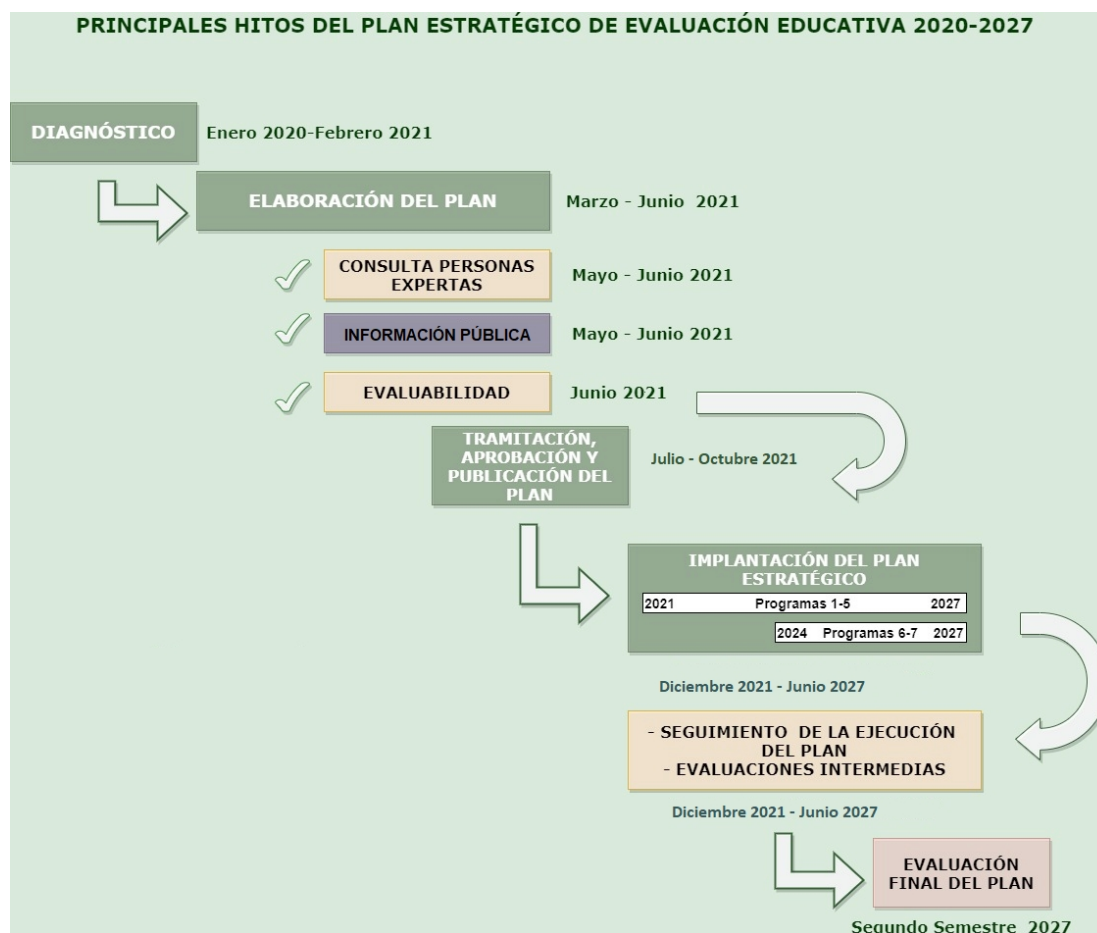 PRINCIPALES HITOS DEL PLAN ESTRATÉGICO DE EVALUACIÓN EDUCATIVA 2020-2027
DIAGNÓSTICO
Enero 2020-Febrero 2021
ELABORACIÓN DEL PLAN
Marzo - Junio 2021
CONSULTA PERSONAS
EXPERTAS
Mayo - Junio 2021
INFORMACIÓN PÚBLICA
Mayo - Junio 2021
EVALUABILIDAD
Junio 2021
TRAMITACIÓN,
APROBACIÓN Y
PUBLICACIÓN DEL
PLAN
Julio - Octubre 2021
IMPLANTACIÓN DEL PLAN
ESTRATÉGICO
2021 Programas 1-5 2027
2024 Programas 6-7 2027
Diciembre 2021 - Junio 2027
- SEGUIMIENTO DE LA EJECUCIÓN
DEL PLAN
- EVALUACIONES INTERMEDIAS
Diciembre 2021 - Junio 2027
EVALUACIÓN
FINAL DEL PLAN
Segundo Semestre 2027